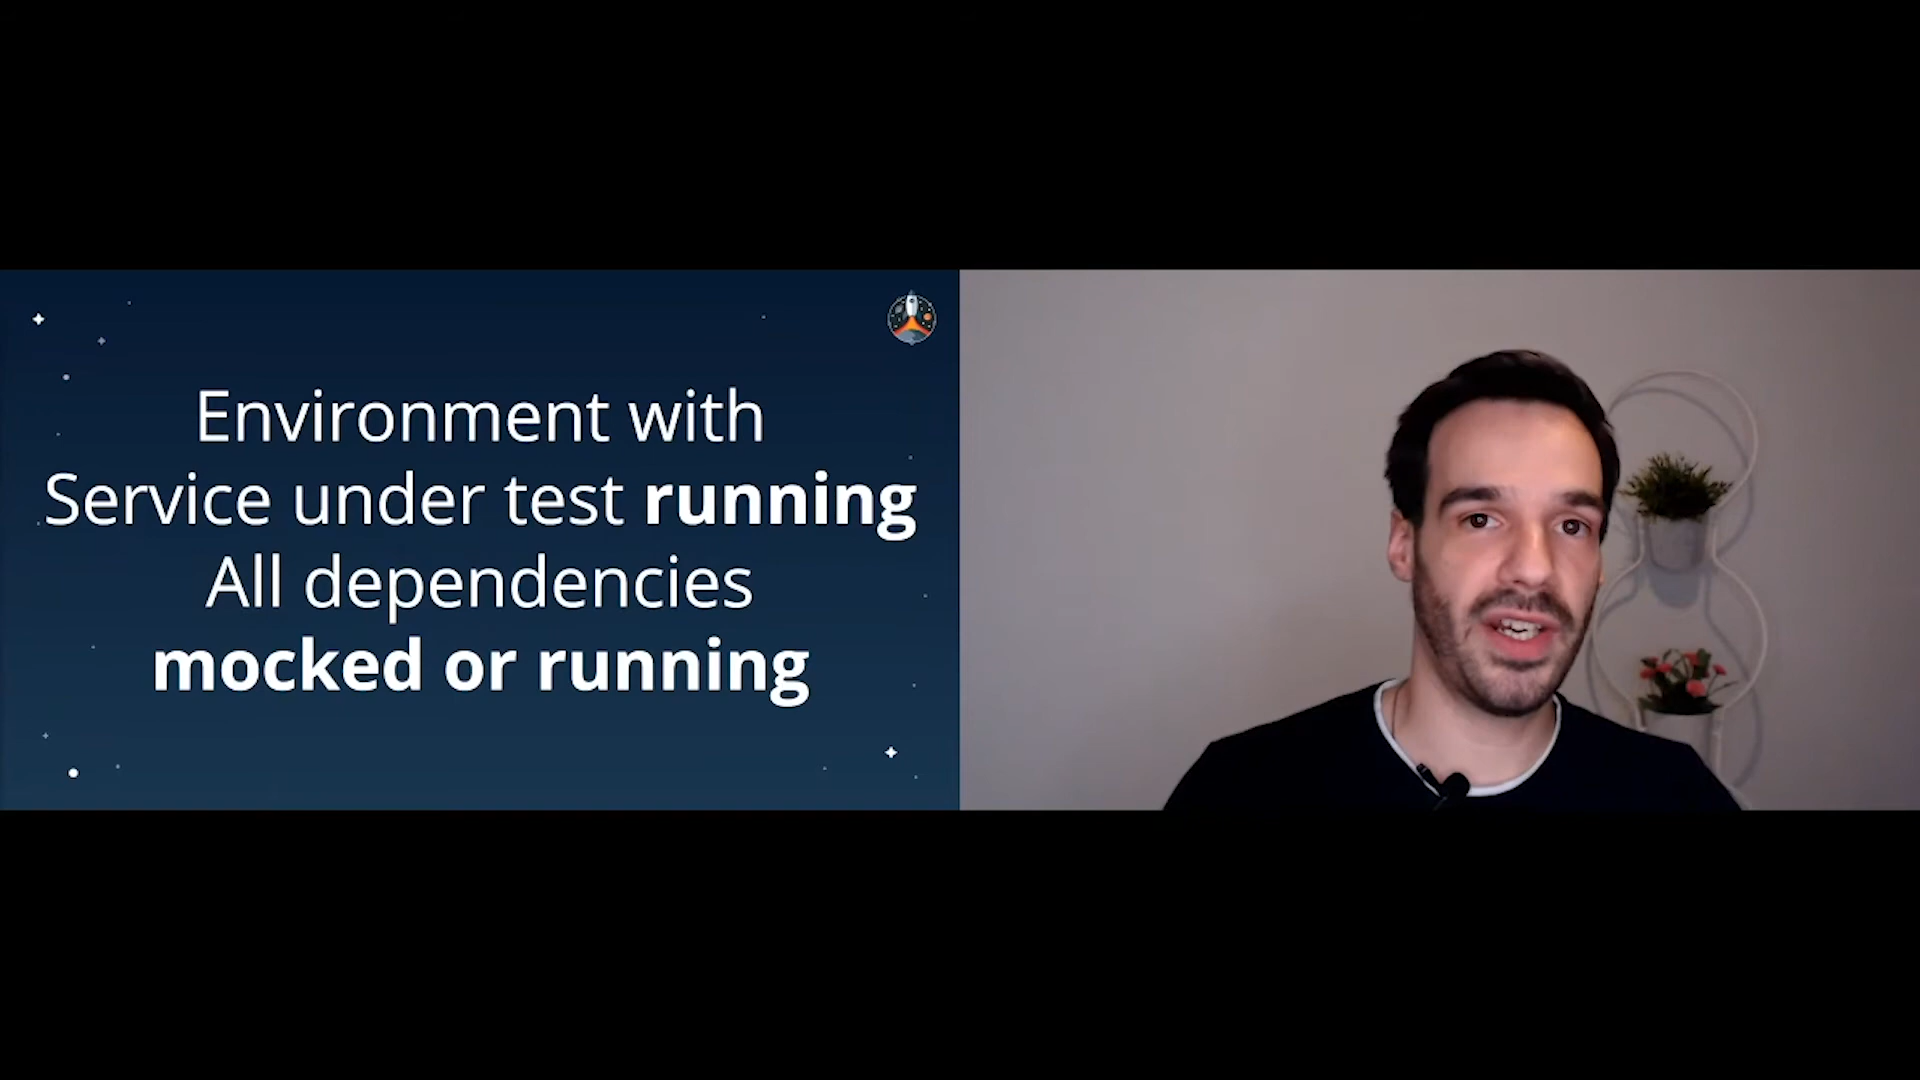 Environment with
Service under test running
All dependencies
mocked or running